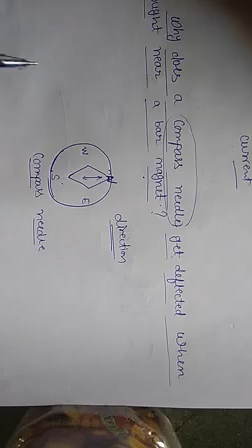 current
Why does a compass needle get deflected when
brought near a bar magnet?
direction
N
W
E
S
Compass needle